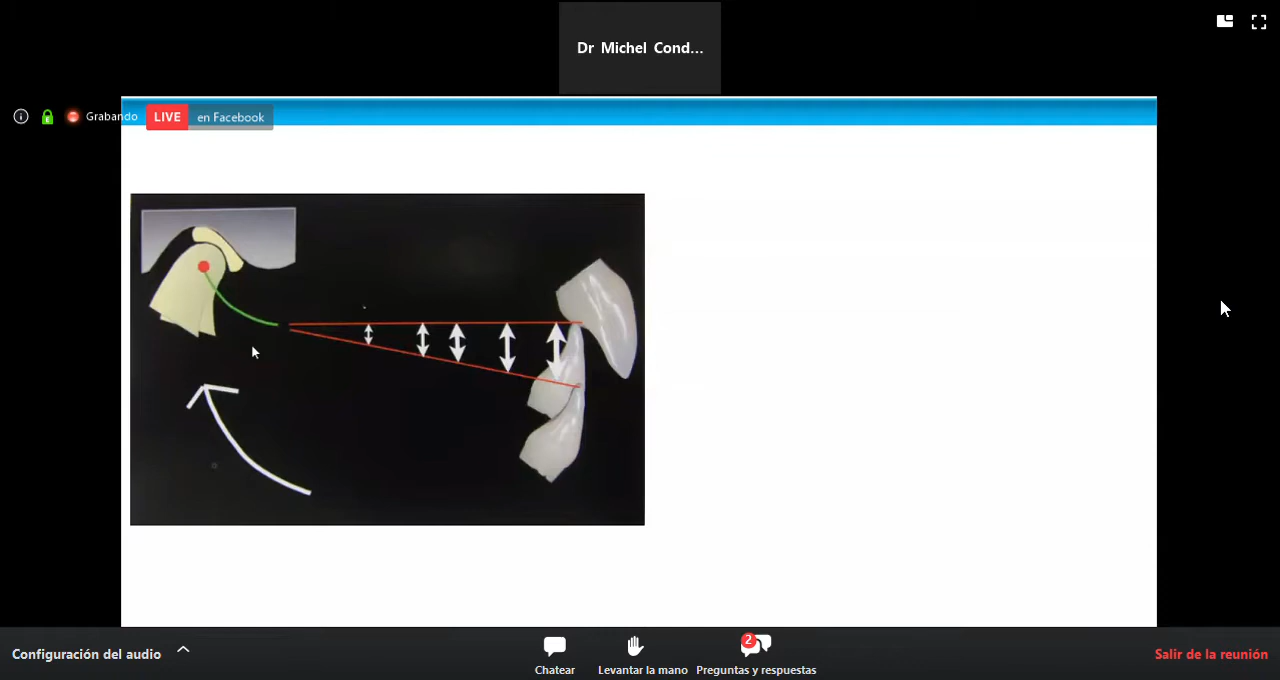 Dr Michel Cond...
Grabando
LIVE en Facebook
E
2
Configuración del audio
Chatear
Levantar la mano
Preguntas y respuestas
Salir de la reunión